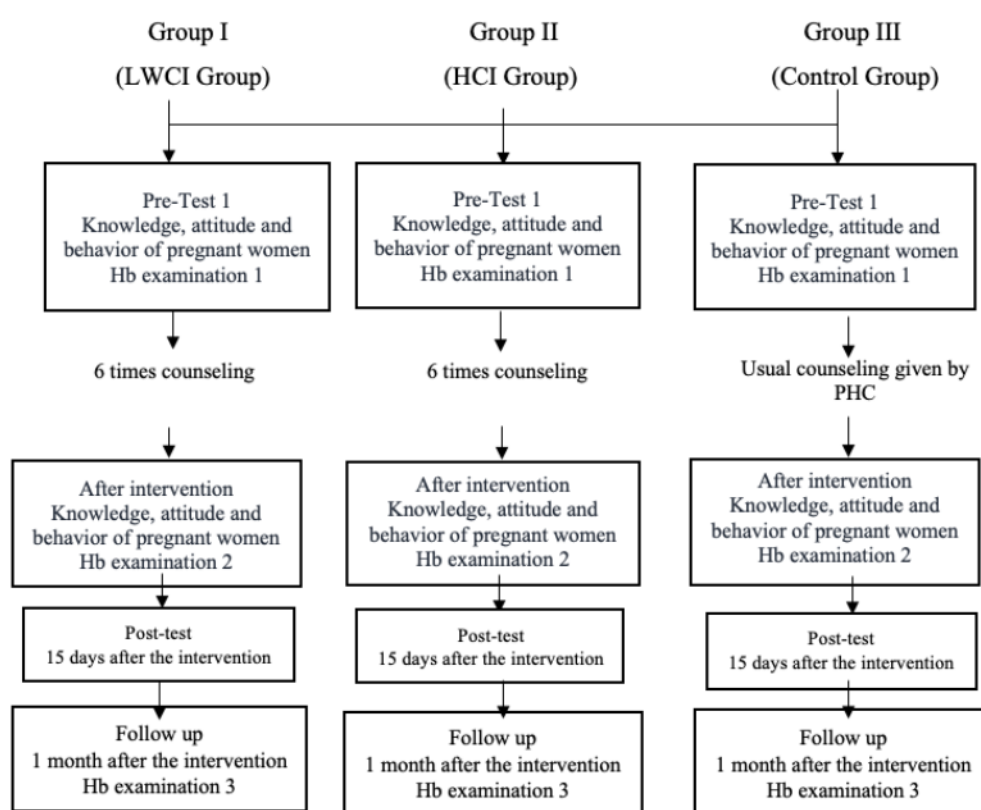 Group I
(LWCI Group)
Group II
(HCI Group)
Group III
(Control Group)
Pre-Test 1
Knowledge, attitude and
behavior of pregnant women
Hb examination 1
Pre-Test 1
Knowledge, attitude and
behavior of pregnant women
Hb examination 1
Pre-Test 1
Knowledge, attitude and
behavior of pregnant women
Hb examination 1
6 times counseling
6 times counseling
Usual counseling given by
PHC
After intervention
Knowledge, attitude and
behavior of pregnant women
Hb examination 2
After intervention
Knowledge, attitude and
behavior of pregnant women
Hb examination 2
After intervention
Knowledge, attitude and
behavior of pregnant women
Hb examination 2
Post-test
15 days after the intervention
Post-test
15 days after the intervention
Post-test
15 days after the intervention
Follow up
1 month after the intervention
Hb examination 3
Follow up
1 month after the intervention
Hb examination 3
Follow up
1 month after the intervention
Hb examination 3